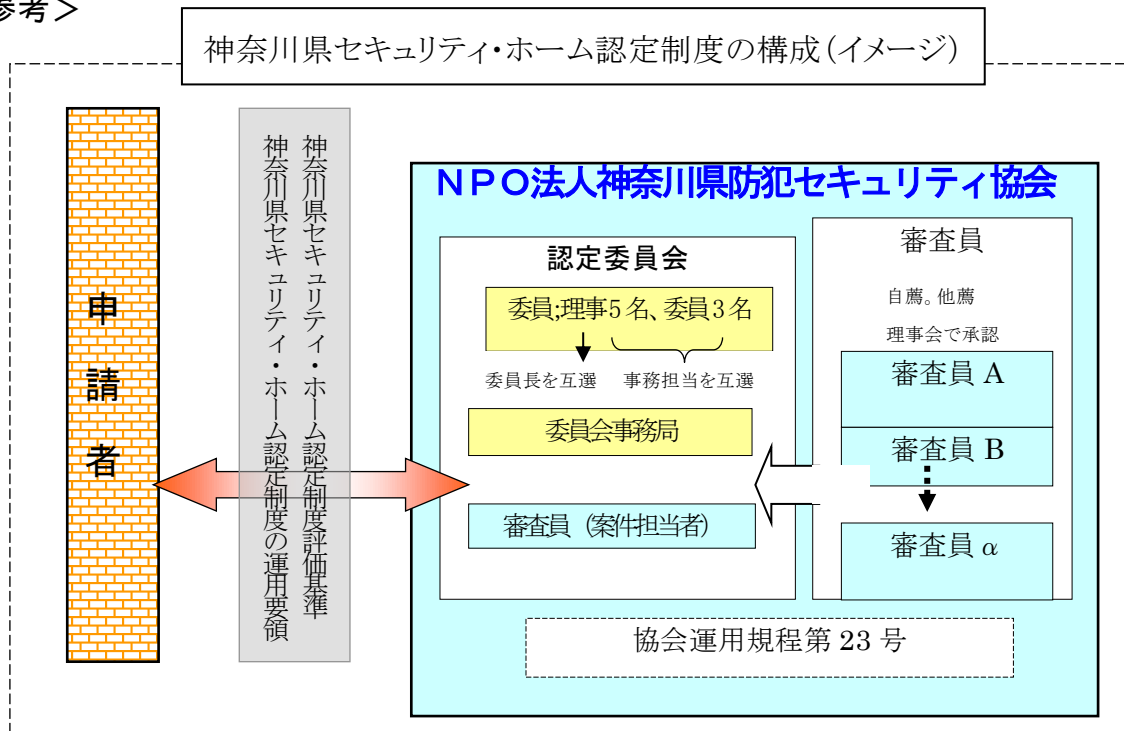 参考＞
神奈川県セキュリティ・ホーム認定制度の構成（イメージ）
申請者
神奈川県セキュリティ・ホーム認定制度評価基準
神奈川県セキュリティ・ホーム認定制度の運用要領
ＮＰＯ法人神奈川県防犯セキュリティ協会
認定委員会
委員;理事5名、委員3名
委員長を互選
事務担当を互選
委員会事務局
審査員（案件担当者）
審査員
自薦。他薦
理事会で承認
審査員 A
審査員 B
審査員 α
協会運用規程第 23 号